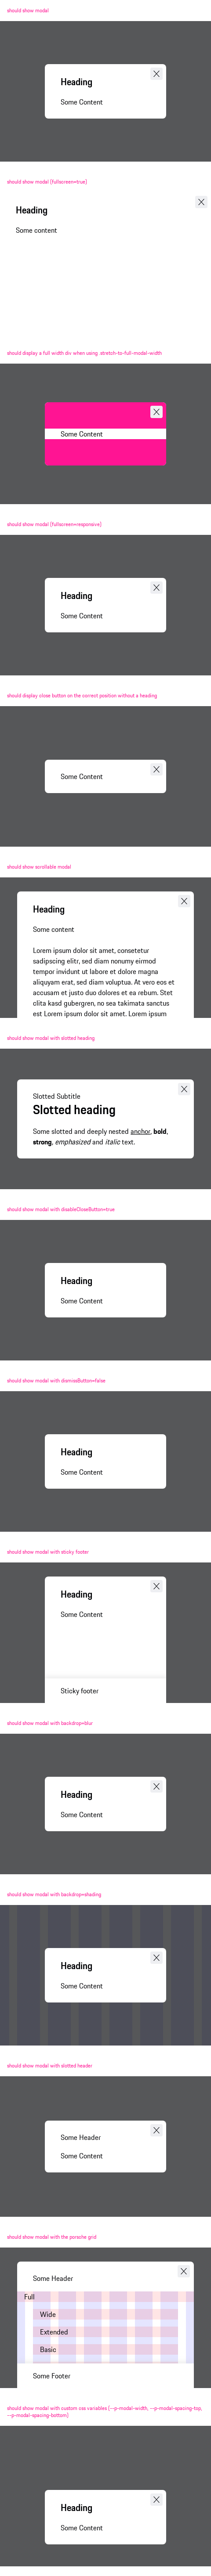 should show modal
Heading
Some Content
should show modal (fullscreen=true)
Heading
Some content
should display a full width div when using .stretch-to-full-modal-width
Some Content
should show modal (fullscreen=responsive)
Heading
Some Content
should display close button on the correct position without a heading
Some Content
should show scrollable modal
Heading
Some content
Lorem ipsum dolor sit amet, consetetur
sadipscing elitr, sed diam nonumy eirmod
tempor invidunt ut labore et dolore magna
aliquyam erat, sed diam voluptua. At vero eos et
accusam et justo duo dolores et ea rebum. Stet
clita kasd gubergren, no sea takimata sanctus
est Lorem ipsum dolor sit amet. Lorem ipsum
should show modal with slotted heading
Slotted Subtitle
Slotted heading
Some slotted and deeply nested anchor, bold,
strong, emphasized and italic text.
should show modal with disableCloseButton=true
Heading
Some Content
should show modal with dismissButton=false
Heading
Some Content
should show modal with sticky footer
Heading
Some Content
Sticky footer
should show modal with backdrop=blur
Heading
Some Content
should show modal with backdrop=shading
Heading
Some Content
should show modal with slotted header
Some Header
Some Content
should show modal with the porsche grid
Some Header
Full
Wide
Extended
Basic
Some Footer
should show modal with custom css variables (--p-modal-width, --p-modal-spacing-top,
--p-modal-spacing-bottom)
Heading
Some Content